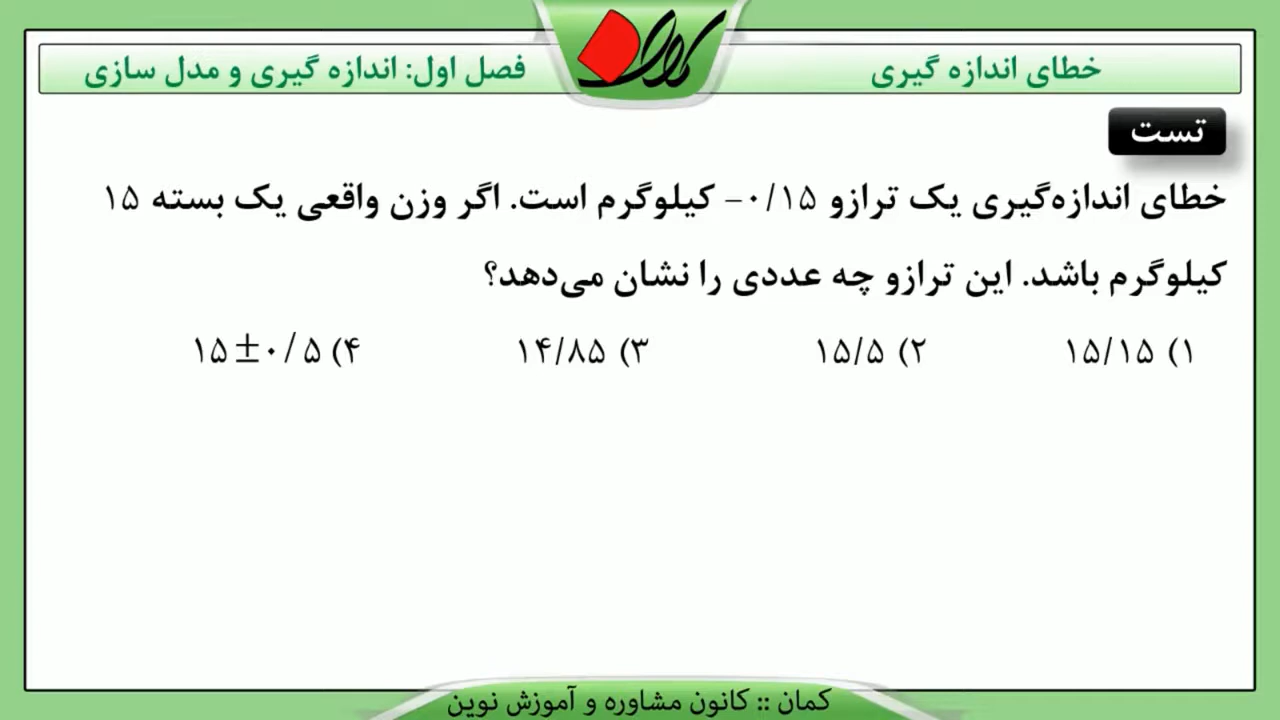 خطای اندازه گیری
فصل اول: اندازه گیری و مدل سازی
تست
خطای اندازه‌گیری یک ترازو ۰/۱۵– کیلوگرم است. اگر وزن واقعی یک بسته ۱۵
کیلوگرم باشد. این ترازو چه عددی را نشان می‌دهد؟
۱) ۱۵/۱۵ ۲) ۱۵/۵ ۳) ۱۴/۸۵ ۴) ۱۵±۰/۵
کمان :: کانون مشاوره و آموزش نوین